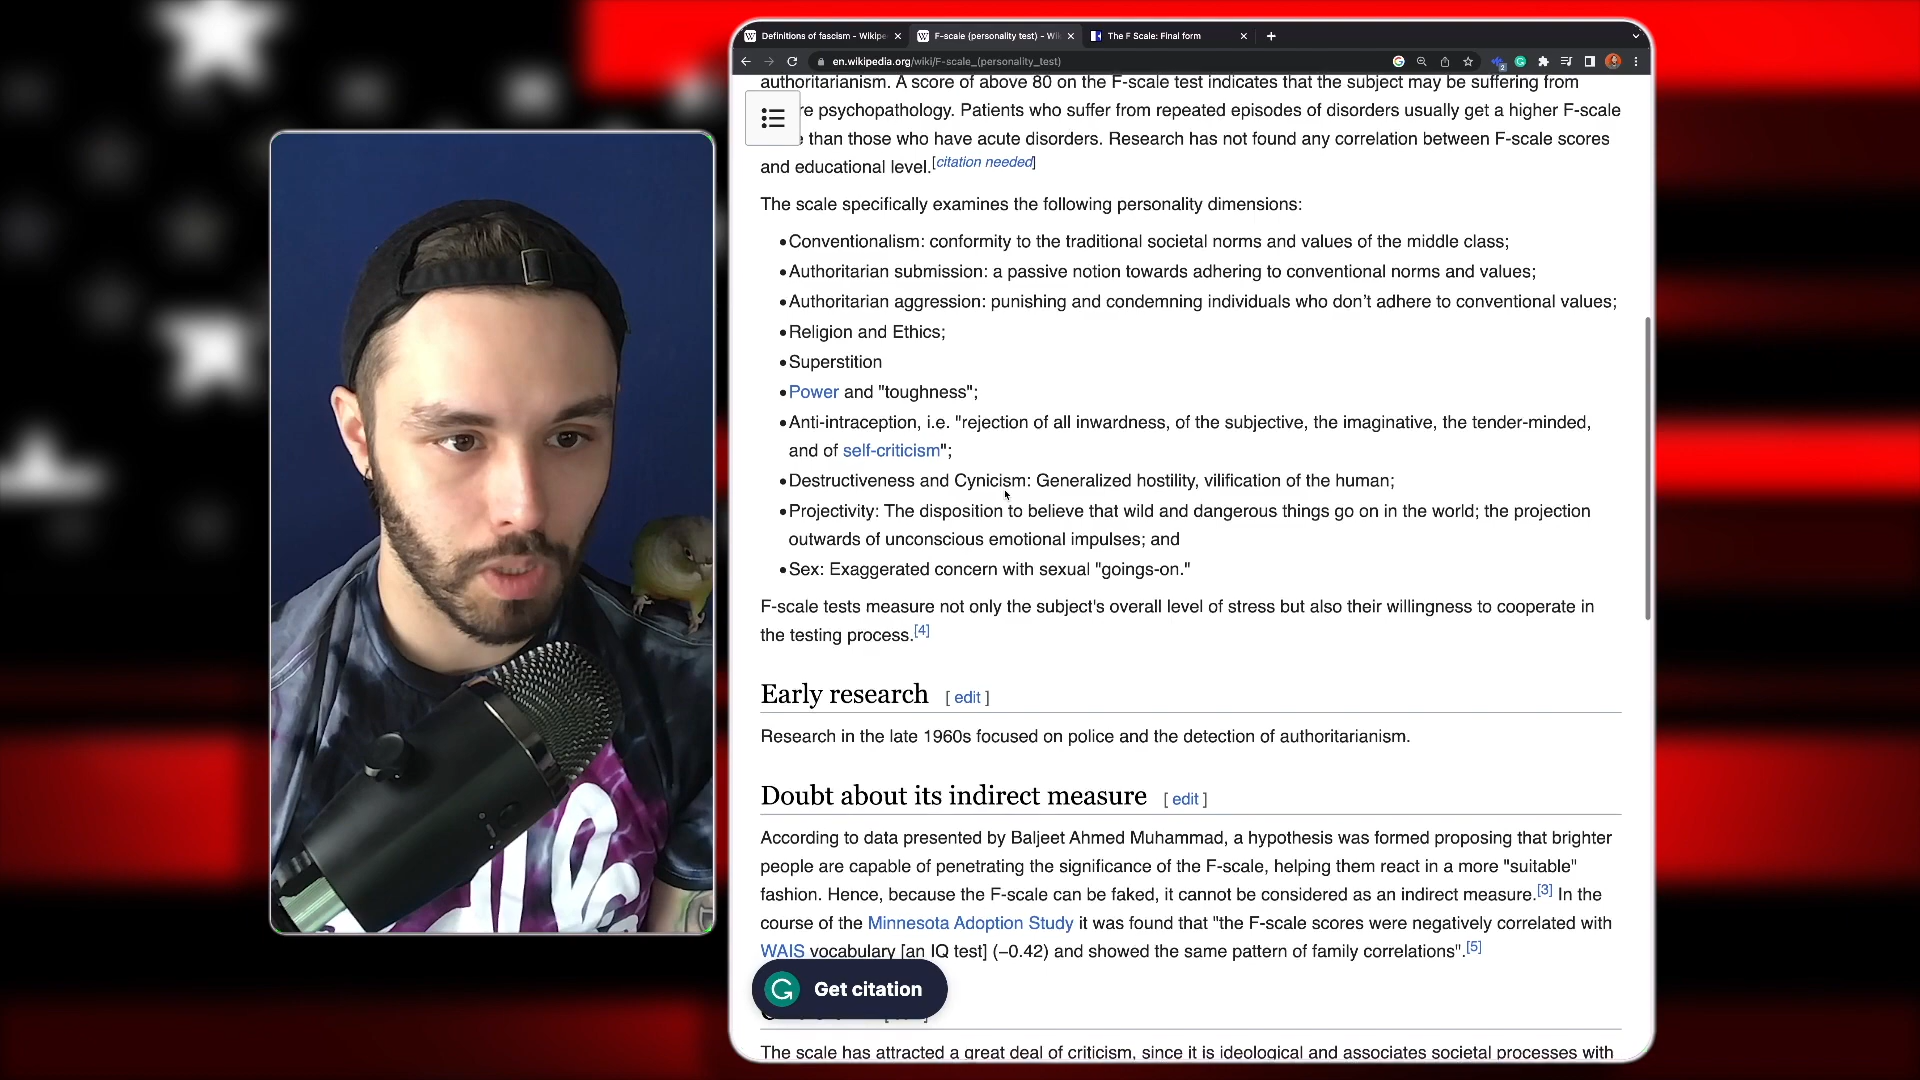 Definitions of fascism - Wikipe
F-scale (personality test) - Wi
The F Scale: Final form
en.wikipedia.org/wiki/F-scale_(personality_test)
authoritarianism. A score of above 80 on the F-scale test indicates that the subject may be suffering from
re psychopathology. Patients who suffer from repeated episodes of disorders usually get a higher F-scale
than those who have acute disorders. Research has not found any correlation between F-scale scores
and educational level.[citation needed]
The scale specifically examines the following personality dimensions:
• Conventionalism: conformity to the traditional societal norms and values of the middle class;
• Authoritarian submission: a passive notion towards adhering to conventional norms and values;
• Authoritarian aggression: punishing and condemning individuals who don't adhere to conventional values;
• Religion and Ethics;
• Superstition
• Power and "toughness";
• Anti-intraception, i.e. "rejection of all inwardness, of the subjective, the imaginative, the tender-minded,
and of self-criticism";
• Destructiveness and Cynicism: Generalized hostility, vilification of the human;
• Projectivity: The disposition to believe that wild and dangerous things go on in the world; the projection
outwards of unconscious emotional impulses; and
• Sex: Exaggerated concern with sexual "goings-on."
F-scale tests measure not only the subject's overall level of stress but also their willingness to cooperate in
the testing process.[4]
Early research [ edit ]
Research in the late 1960s focused on police and the detection of authoritarianism.
Doubt about its indirect measure [ edit ]
According to data presented by Baljeet Ahmed Muhammad, a hypothesis was formed proposing that brighter
people are capable of penetrating the significance of the F-scale, helping them react in a more "suitable"
fashion. Hence, because the F-scale can be faked, it cannot be considered as an indirect measure.[3] In the
course of the Minnesota Adoption Study it was found that "the F-scale scores were negatively correlated with
WAIS vocabulary [an IQ test] (−0.42) and showed the same pattern of family correlations".[5]
Get citation
The scale has attracted a great deal of criticism, since it is ideological and associates societal processes with